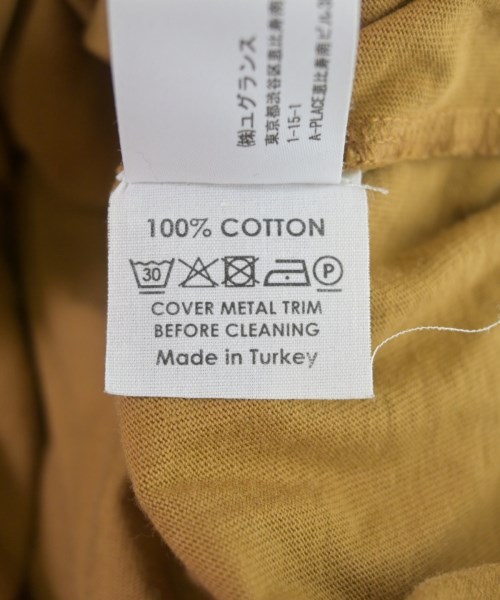 (株)ユグランス
東京都渋谷区恵比寿南
1-15-1
A-PLACE恵比寿南ビル3
100% COTTON
30 P
COVER METAL TRIM
BEFORE CLEANING
Made in Turkey